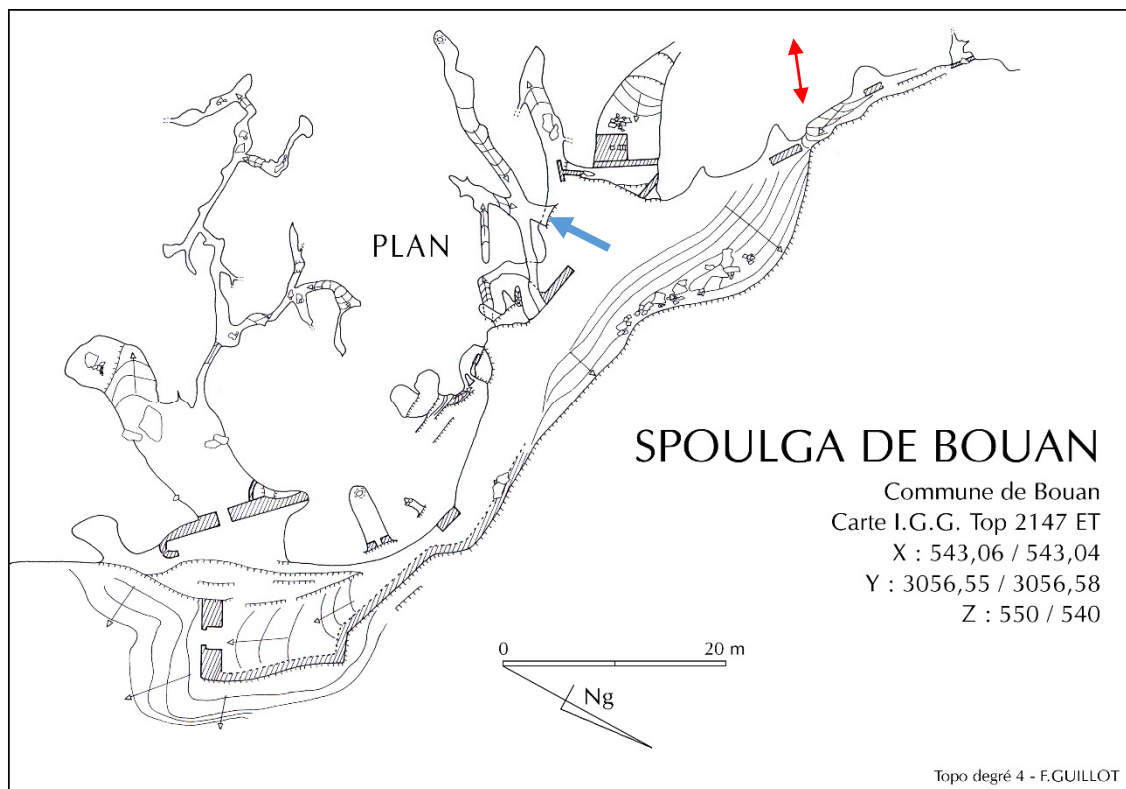 PLAN
SPOULGA DE BOUAN
Commune de Bouan
Carte I.G.G. Top 2147 ET
X : 543,06 / 543,04
Y : 3056,55 / 3056,58
Z : 550 / 540
0 20 m
Ng
Topo degré 4 - F.GUILLOT